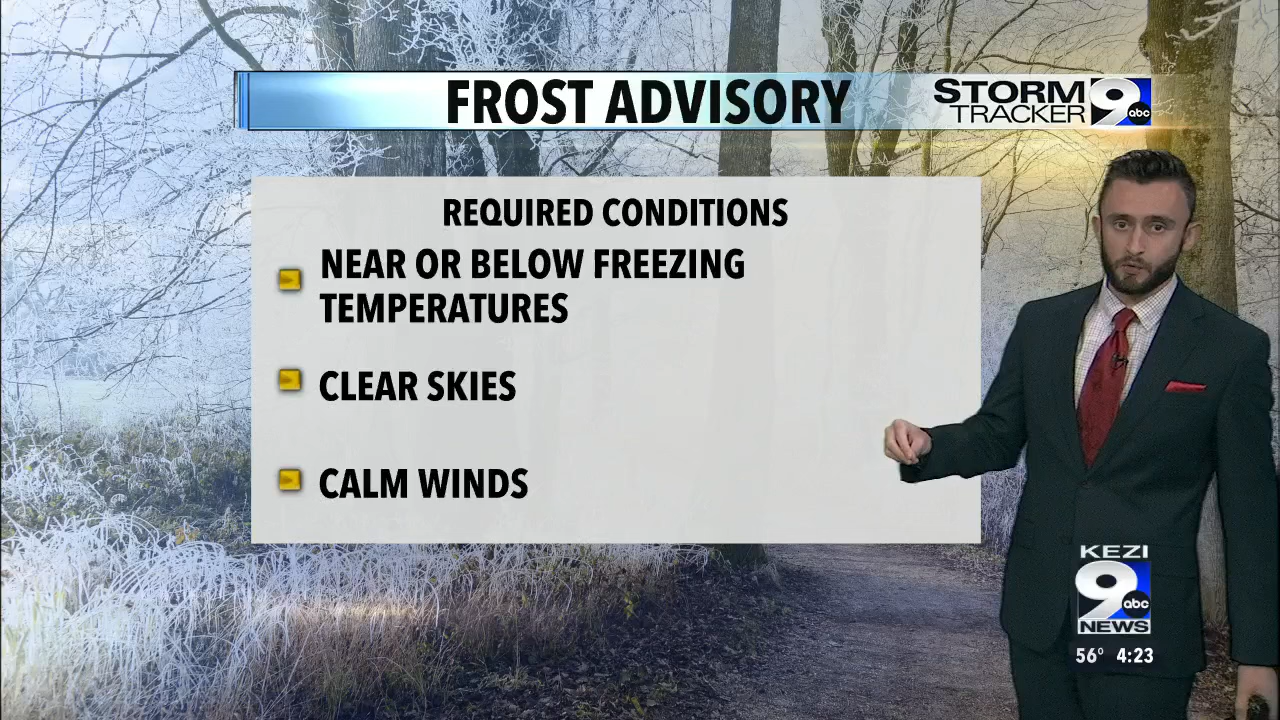 FROST ADVISORY
STORM
TRACKER
9
abc
REQUIRED CONDITIONS
NEAR OR BELOW FREEZING
TEMPERATURES
CLEAR SKIES
CALM WINDS
KEZI
9
abc
NEWS
56° 4:23